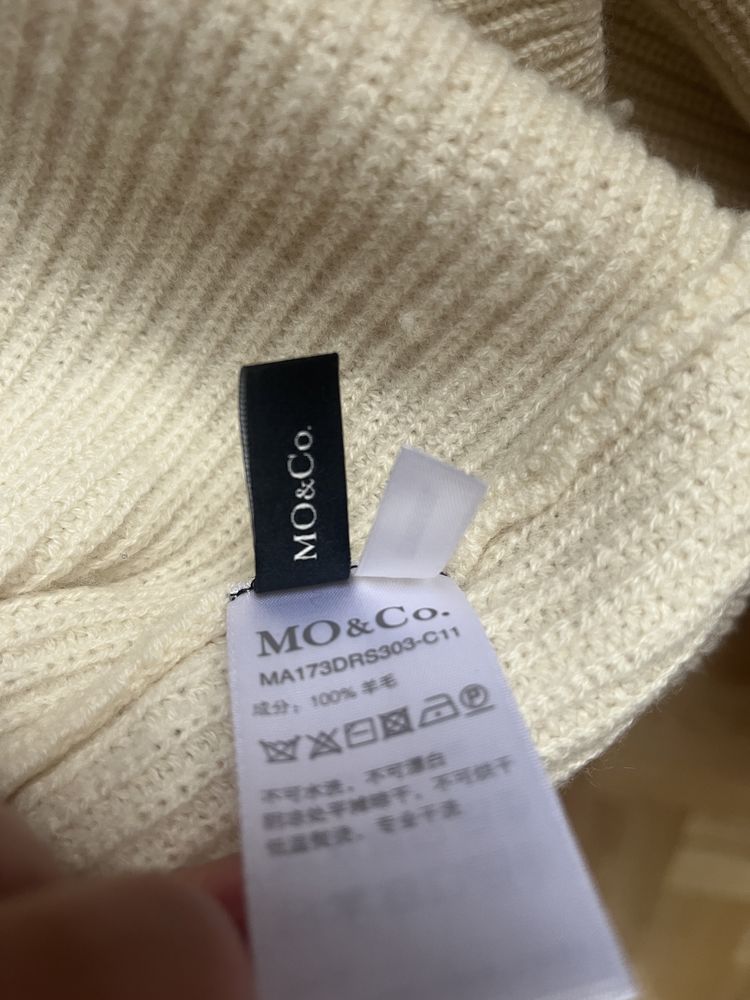 MO&Co.
MO&Co.
MA173DRS303-C11
成分：100% 羊毛
不可水洗，不可漂白
阴凉处平摊晾干，不可烘干
低温熨烫，专业干洗